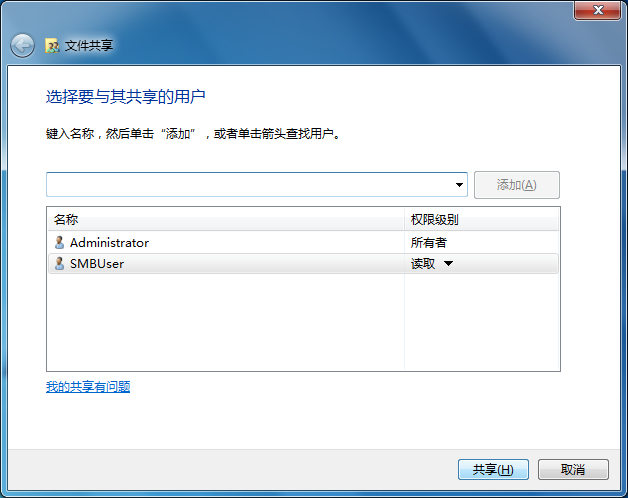 文件共享
选择要与其共享的用户
键入名称，然后单击“添加”，或者单击箭头查找用户。
添加(A)
名称 权限级别
Administrator 所有者
SMBUser 读取
我的共享有问题
共享(H) 取消